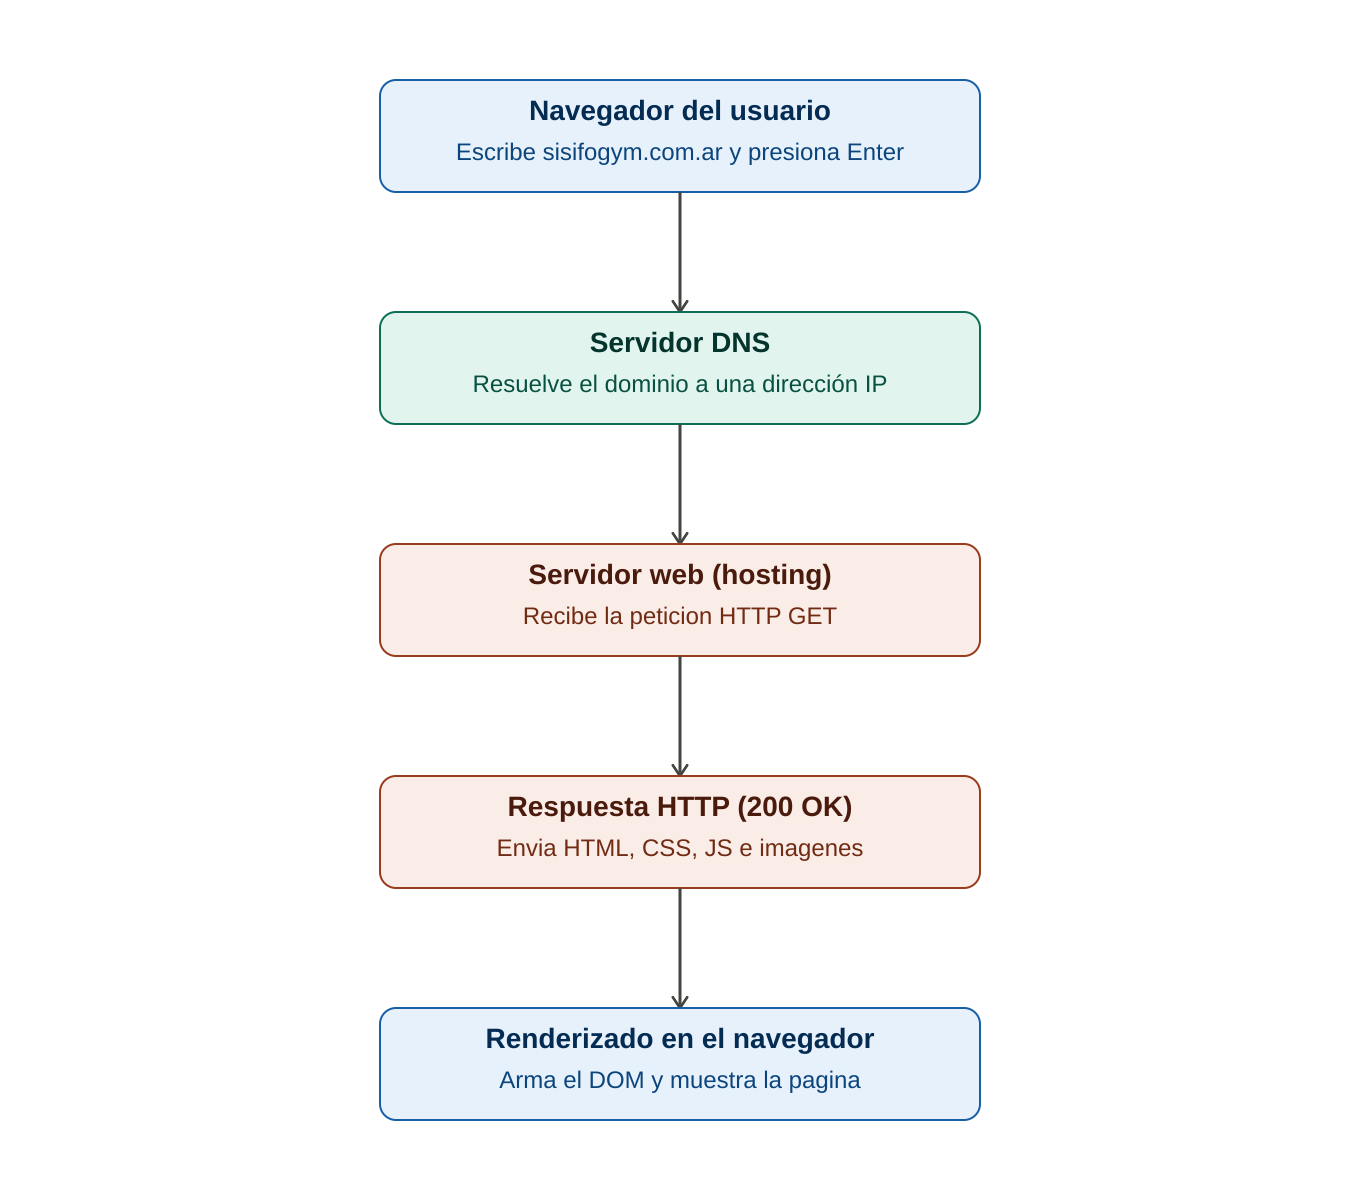 Navegador del usuario
Escribe sisifogym.com.ar y presiona Enter
Servidor DNS
Resuelve el dominio a una dirección IP
Servidor web (hosting)
Recibe la peticion HTTP GET
Respuesta HTTP (200 OK)
Envia HTML, CSS, JS e imagenes
Renderizado en el navegador
Arma el DOM y muestra la pagina